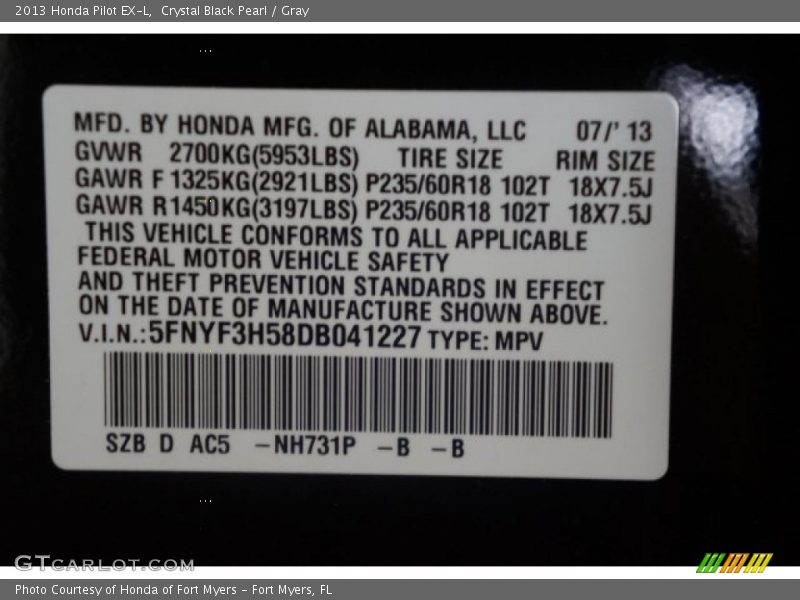 2013 Honda Pilot EX-L,  Crystal Black Pearl / Gray
MFD. BY HONDA MFG. OF ALABAMA, LLC 07/' 13
GVWR 2700KG(5953LBS) TIRE SIZE RIM SIZE
GAWR F 1325KG(2921LBS) P235/60R18 102T 18X7.5J
GAWR R1450KG(3197LBS) P235/60R18 102T 18X7.5J
THIS VEHICLE CONFORMS TO ALL APPLICABLE
FEDERAL MOTOR VEHICLE SAFETY
AND THEFT PREVENTION STANDARDS IN EFFECT
ON THE DATE OF MANUFACTURE SHOWN ABOVE.
V.I.N.:5FNYF3H58DB041227 TYPE: MPV
SZB D AC5 –NH731P –B –B
GTCARLOT.COM
Photo Courtesy of Honda of Fort Myers - Fort Myers, FL